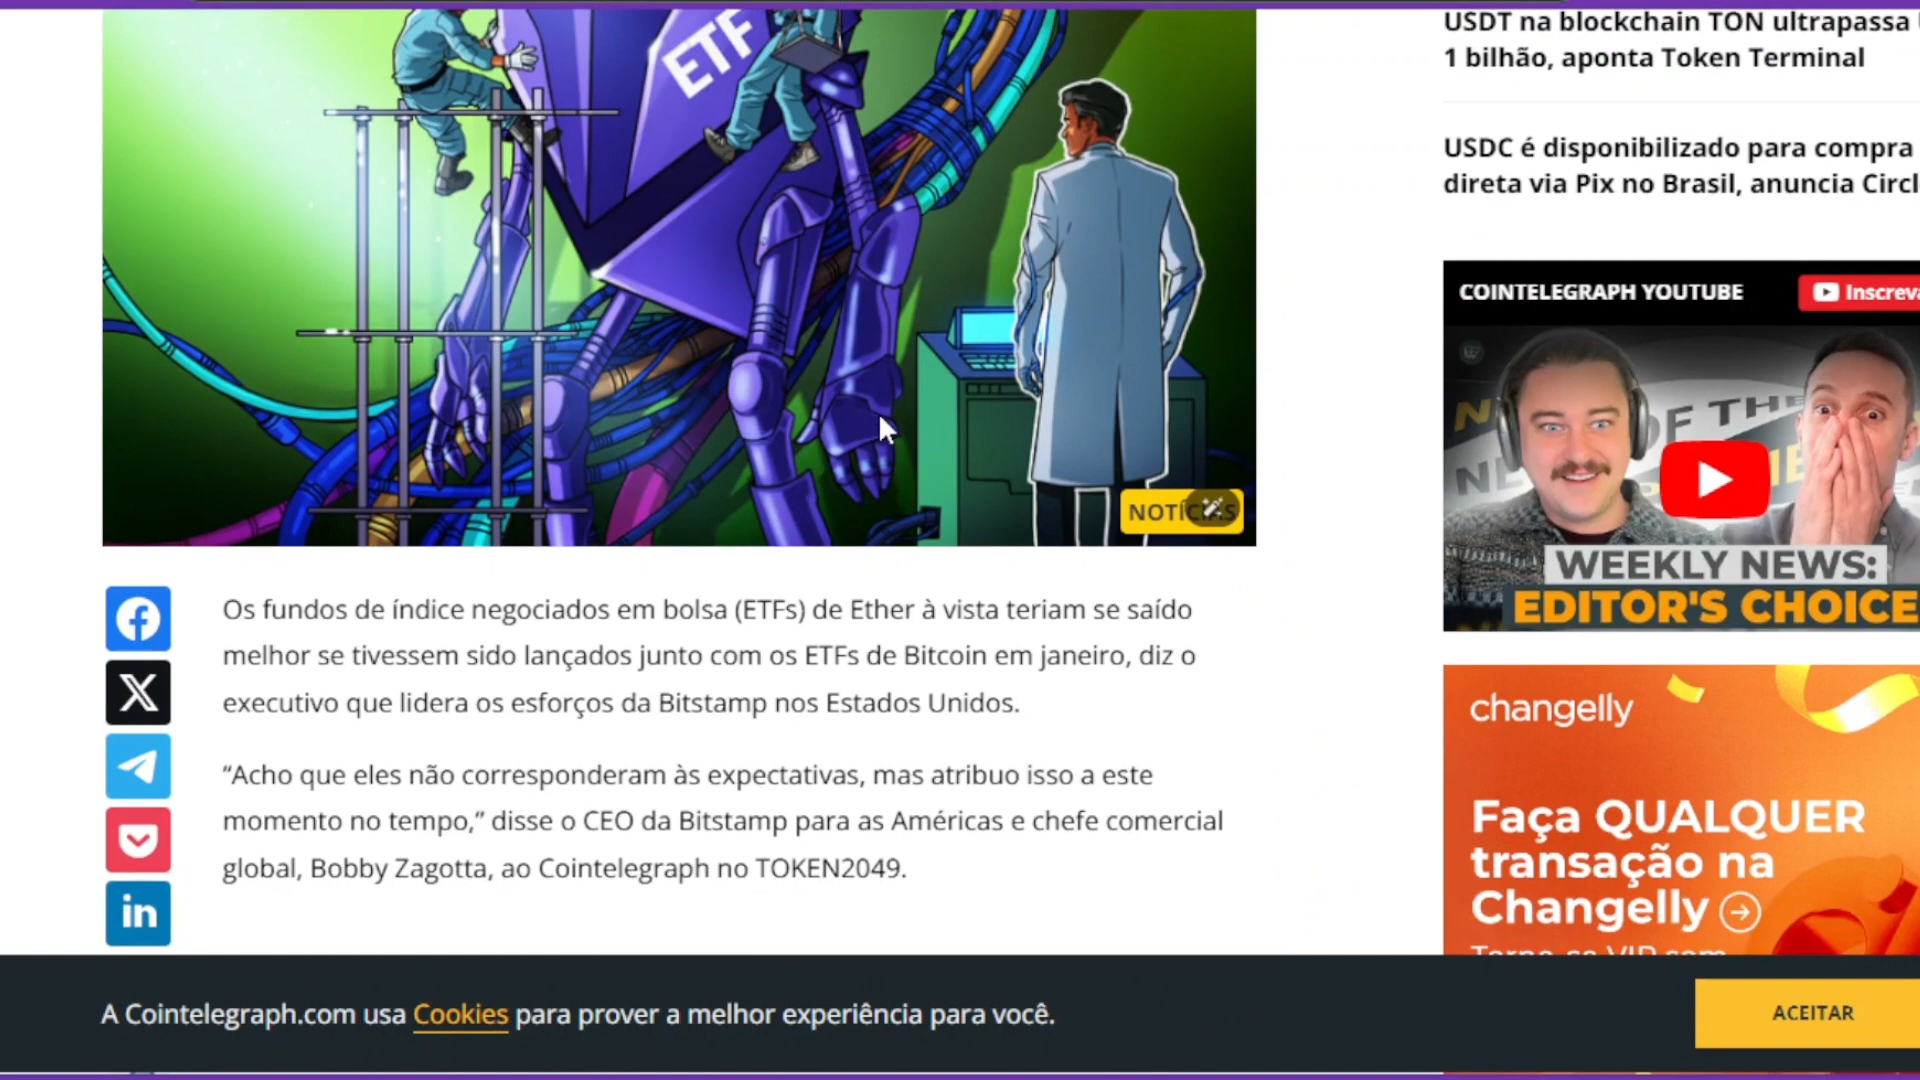 ETF
NOTÍCIAS
Os fundos de índice negociados em bolsa (ETFs) de Ether à vista teriam se saído
melhor se tivessem sido lançados junto com os ETFs de Bitcoin em janeiro, diz o
executivo que lidera os esforços da Bitstamp nos Estados Unidos.
“Acho que eles não corresponderam às expectativas, mas atribuo isso a este
momento no tempo,” disse o CEO da Bitstamp para as Américas e chefe comercial
global, Bobby Zagotta, ao Cointelegraph no TOKEN2049.
USDT na blockchain TON ultrapassa
1 bilhão, aponta Token Terminal
USDC é disponibilizado para compra
direta via Pix no Brasil, anuncia Circl
COINTELEGRAPH YOUTUBE
Inscreva
OF THE
WEEKLY NEWS:
EDITOR'S CHOICE
changelly
Faça QUALQUER
transação na
Changelly
Torne-se VIP com
A Cointelegraph.com usa Cookies para prover a melhor experiência para você.
ACEITAR